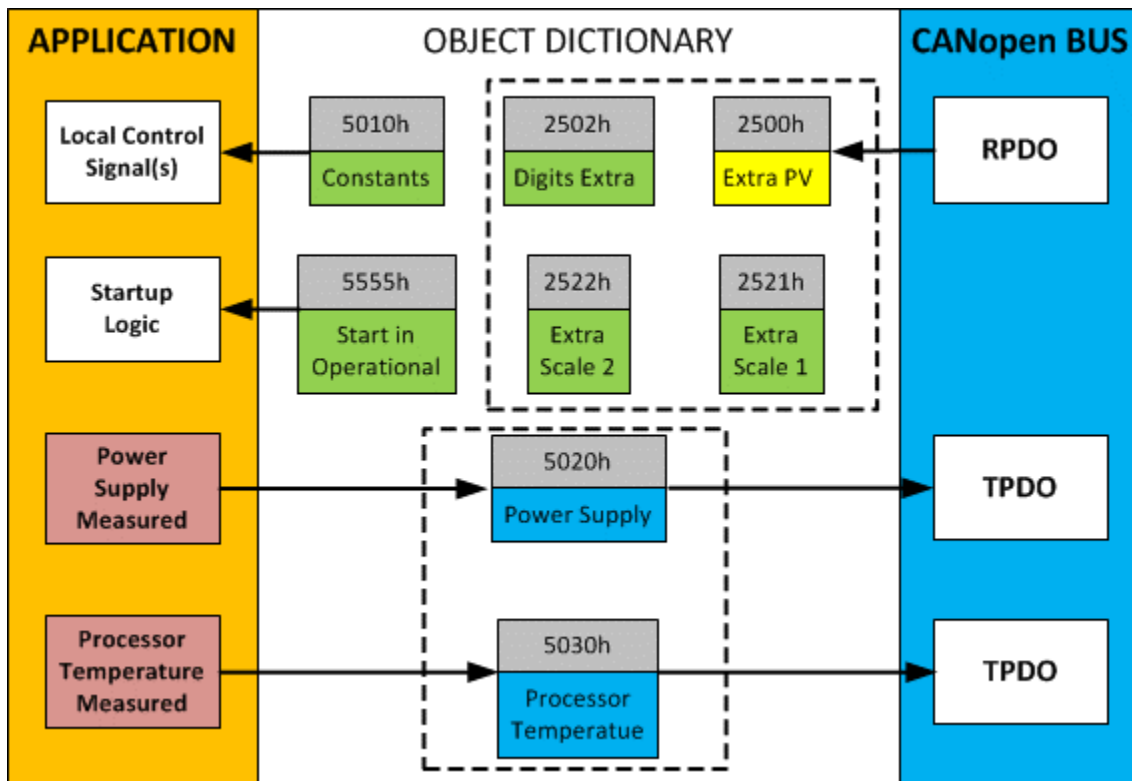 APPLICATION
OBJECT DICTIONARY
CANopen BUS
Local Control
Signal(s)
5010h
Constants
2502h
Digits Extra
2500h
Extra PV
RPDO
Startup
Logic
5555h
Start in
Operational
2522h
Extra
Scale 2
2521h
Extra
Scale 1
Power
Supply
Measured
5020h
Power Supply
TPDO
Processor
Temperature
Measured
5030h
Processor
Temperatue
TPDO